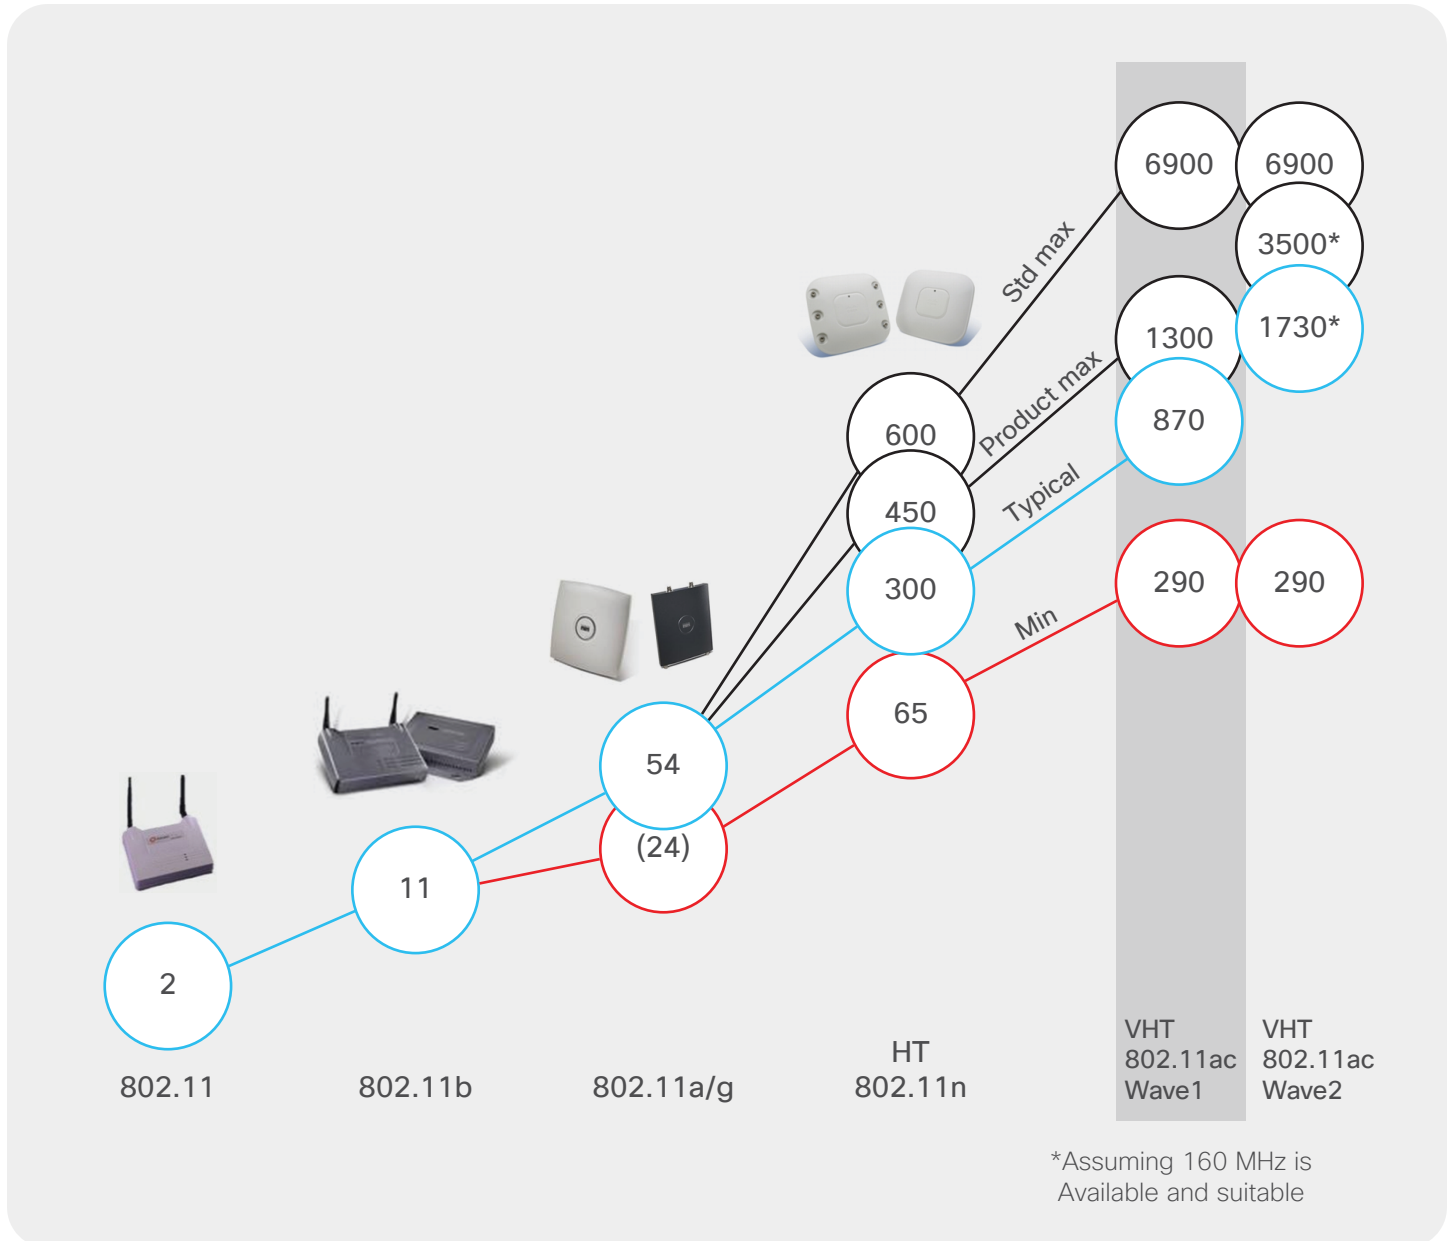 6900
6900
3500*
Std max
1300
1730*
600
Product max
870
450
Typical
300
290
290
Min
65
54
(24)
11
2
802.11
802.11b
802.11a/g
HT
802.11n
VHT
802.11ac
Wave1
VHT
802.11ac
Wave2
*Assuming 160 MHz is
Available and suitable